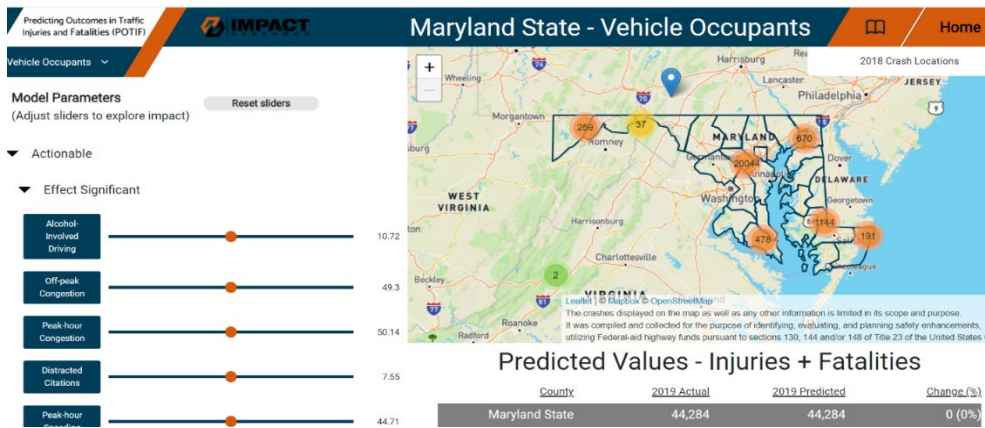 Predicting Outcomes in Traffic
Injuries and Fatalities (POTIF)
IMPACT
RESEARCH
Maryland State - Vehicle Occupants
Home
Vehicle Occupants
2018 Crash Locations
Model Parameters
(Adjust sliders to explore impact)
Reset sliders
Actionable
Effect Significant
Alcohol-
Involved
Driving
10.72
Off-peak
Congestion
49.3
Peak-hour
Congestion
50.14
Distracted
Citations
7.55
Peak-hour
44.71
+
−
Wheeling
76
Harrisburg
Lancaster
Philadelphia
JERSEY
9
Morgantown
70
259
37
Romney
MARYLAND
670
20044
Dover
DELAWARE
Washington
Georgetown
WEST
VIRGINIA
Harrisonburg
1144
191
478
Charlottesville
Beckley
2
77
81
VIRGINIA
Roanoke
Radford
Leaflet | © Mapbox © OpenStreetMap
The crashes displayed on the map as well as any other information is limited in its scope and purpose.
It was compiled and collected for the purpose of identifying, evaluating, and planning safety enhancements,
utilizing Federal-aid highway funds pursuant to sections 130, 144 and/or 148 of Title 23 of the United States
Predicted Values - Injuries + Fatalities
County 2019 Actual 2019 Predicted Change (%)
Maryland State 44,284 44,284 0 (0%)